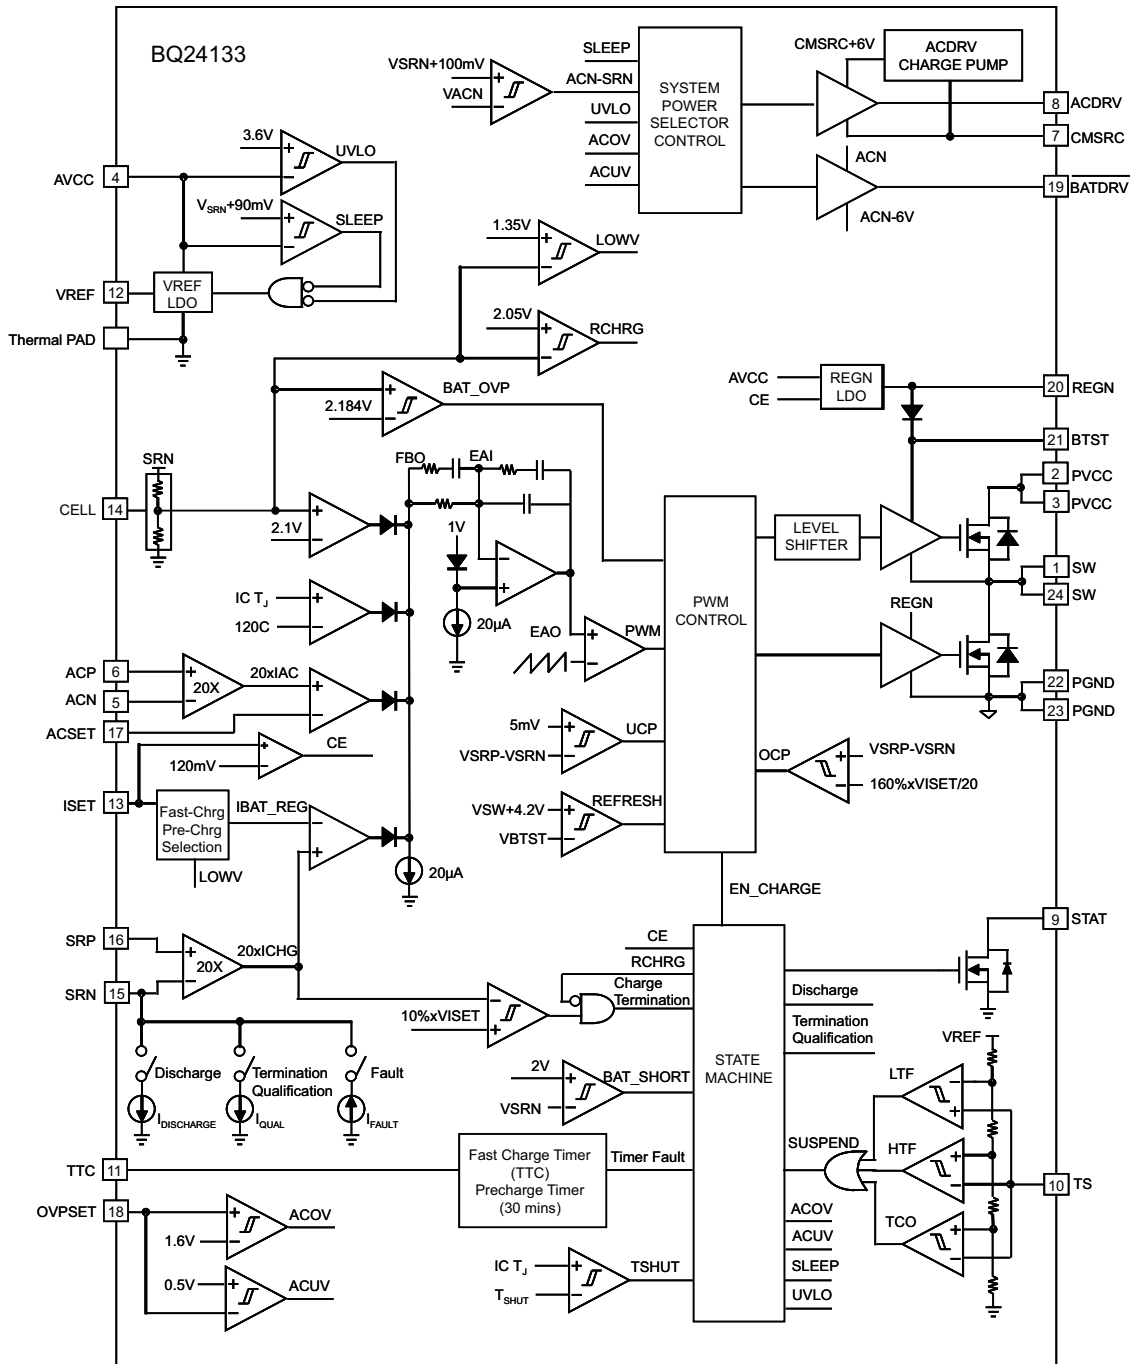 BQ24133
VSRN+100mV
VACN
SLEEP
ACN-SRN
UVLO
ACOV
ACUV
SYSTEM
POWER
SELECTOR
CONTROL
CMSRC+6V
ACDRV
CHARGE PUMP
8 ACDRV
7 CMSRC
ACN
19 BATDRV
ACN-6V
3.6V
UVLO
AVCC 4
VSRN+90mV
SLEEP
VREF 12
VREF
LDO
Thermal PAD
1.35V
LOWV
2.05V
RCHRG
BAT_OVP
2.184V
AVCC
CE
REGN
LDO
20 REGN
21 BTST
2 PVCC
3 PVCC
1 SW
24 SW
22 PGND
23 PGND
SRN
CELL 14
2.1V
FBO
EAI
1V
20µA
IC TJ
120C
EAO
PWM
PWM
CONTROL
LEVEL
SHIFTER
REGN
ACP 6
ACN 5
ACSET 17
20X
20xIAC
CE
120mV
ISET 13
Fast-Chrg
Pre-Chrg
Selection
IBAT_REG
LOWV
20µA
5mV
VSRP-VSRN
UCP
VSW+4.2V
VBTST
REFRESH
OCP
VSRP-VSRN
160%xVISET/20
EN_CHARGE
SRP 16
SRN 15
20X
20xICHG
10%xVISET
CE
RCHRG
Charge
Termination
STATE
MACHINE
Discharge
Termination
Qualification
9 STAT
Discharge
Termination
Qualification
Fault
IDISCHARGE
IQUAL
IFAULT
2V
VSRN
BAT_SHORT
VREF
LTF
HTF
TCO
SUSPEND
10 TS
TTC 11
Fast Charge Timer
(TTC)
Precharge Timer
(30 mins)
Timer Fault
OVPSET 18
1.6V
ACOV
0.5V
ACUV
IC TJ
TSHUT
TSHUT
ACOV
ACUV
SLEEP
UVLO